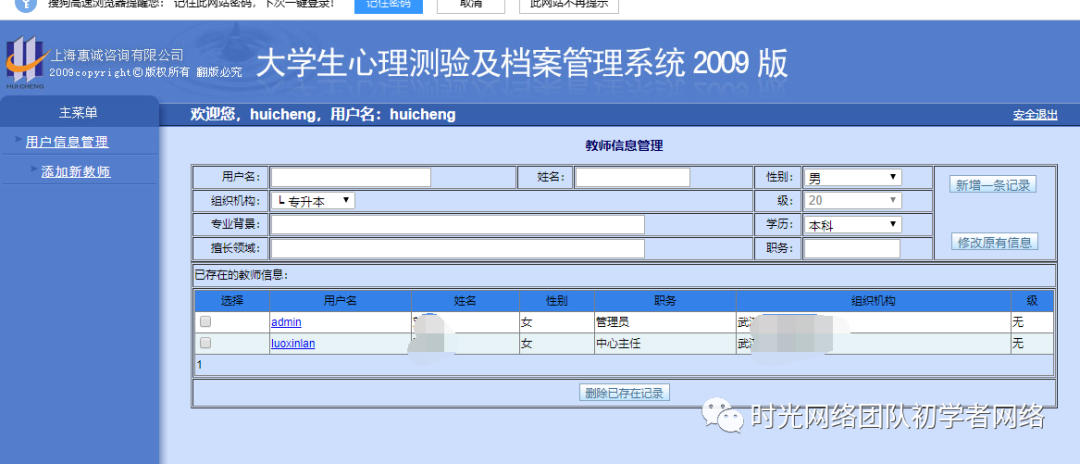 搜狗高速浏览器提醒您： 记住此网站密码，下次一键登录！ 记住密码 取消 此网站不再提示
上海惠诚咨询有限公司
2009copyright©版权所有 翻版必究
HUICHENG
大学生心理测验及档案管理系统 2009 版
主菜单
欢迎您，huicheng，用户名：huicheng
安全退出
用户信息管理
添加新教师
教师信息管理
用户名： 姓名： 性别： 男
新增一条记录
组织机构： ┗ 专升本 级： 20
专业背景： 学历： 本科
擅长领域： 职务：
修改原有信息
已存在的教师信息：
选择 用户名 姓名 性别 职务 组织机构 级
admin 女 管理员 武 无
luoxinlan 女 中心主任 武 无
1
删除已存在记录
时光网络团队初学者网络